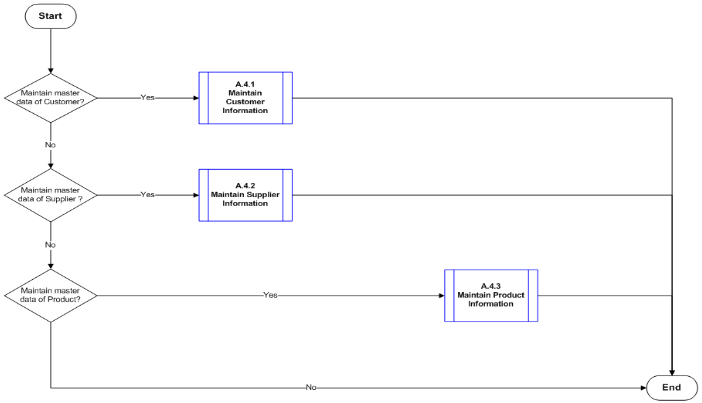 Start
Maintain master
data of Customer?
Yes
A.4.1
Maintain
Customer
Information
No
Maintain master
data of Supplier ?
Yes
A.4.2
Maintain Supplier
Information
No
Maintain master
data of Product?
Yes
A.4.3
Maintain Product
Information
No
End